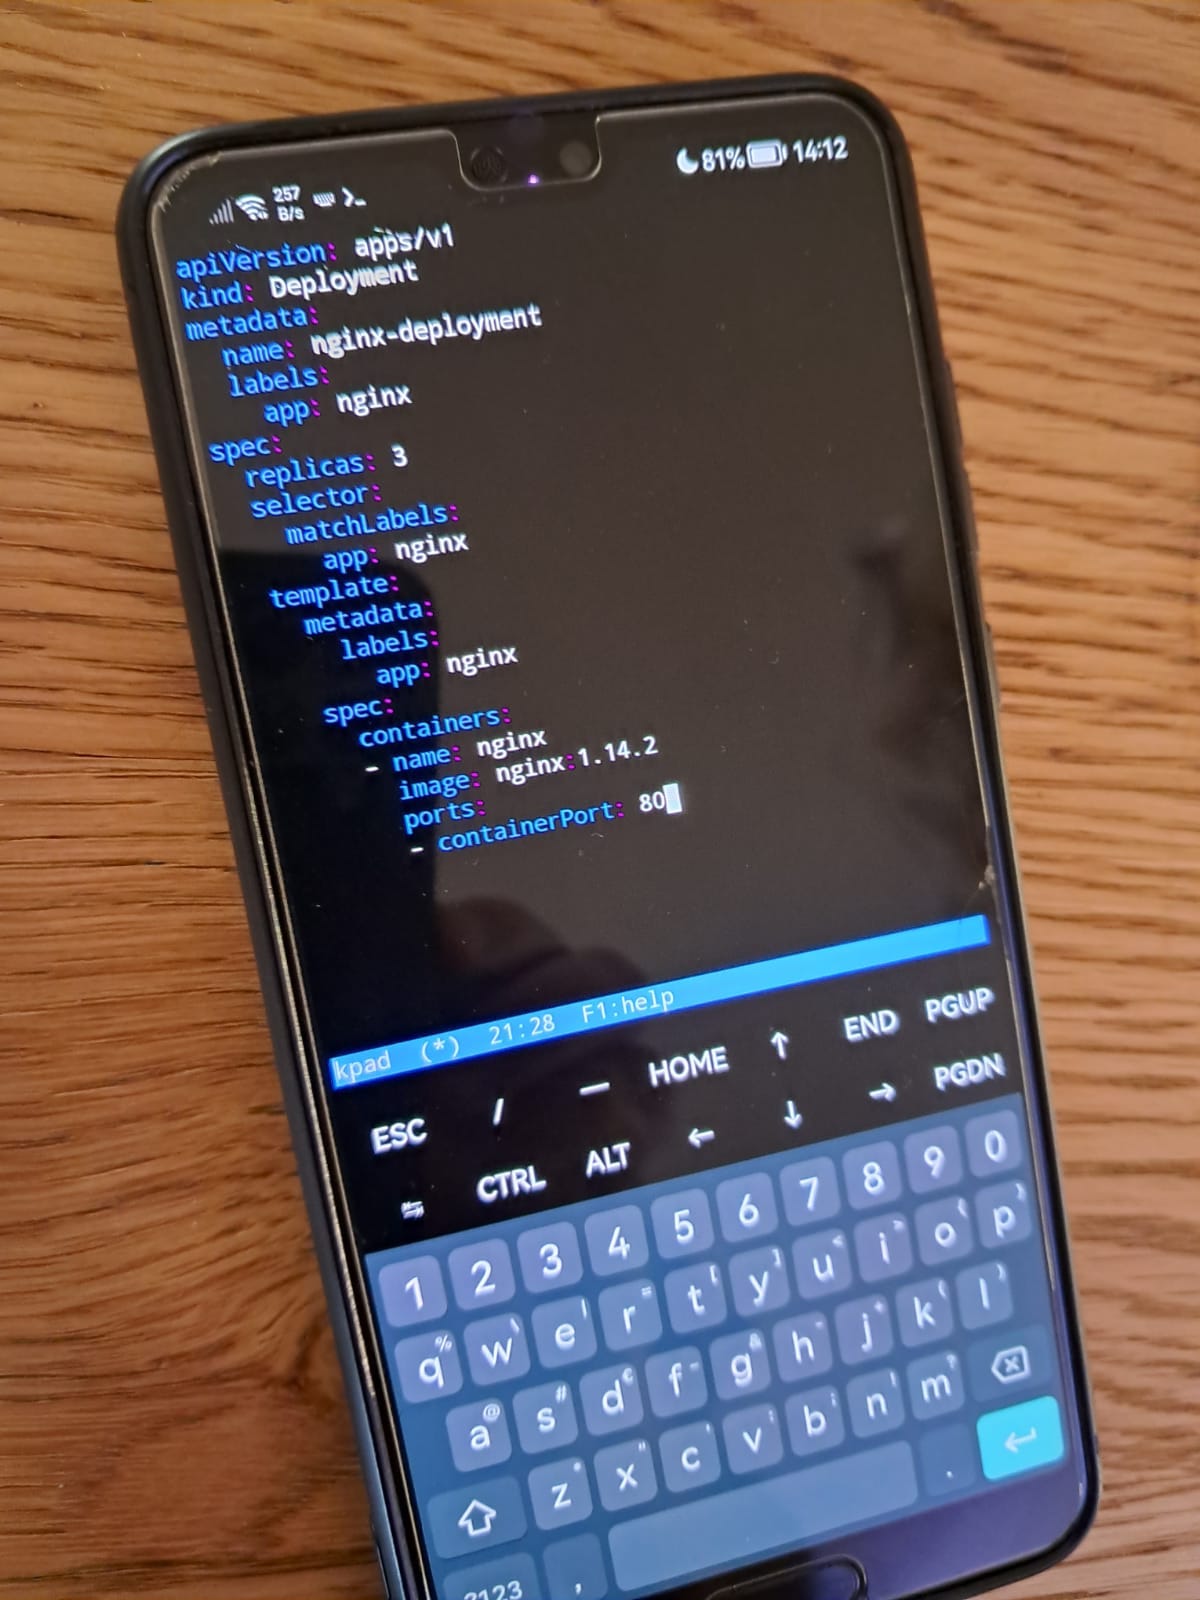 257
B/s
81% 14:12
apiVersion: apps/v1
kind: Deployment
metadata:
  name: nginx-deployment
  labels:
    app: nginx
spec:
  replicas: 3
  selector:
    matchLabels:
      app: nginx
  template:
    metadata:
      labels:
        app: nginx
    spec:
      containers:
      - name: nginx
        image: nginx:1.14.2
        ports:
        - containerPort: 80
kpad (*) 21:28 F1:help
ESC / — HOME ↑ END PGUP
↹ CTRL ALT ← ↓ → PGDN
1 2 3 4 5 6 7 8 9 0
q w e r t y u i o p
a s d f g h j k l
z x c v b n m
?123 , .